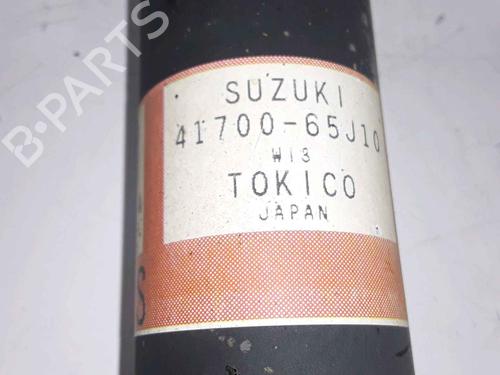 SUZUKI
41700-65J10
W13
TOKICO
JAPAN
S
B-PARTS